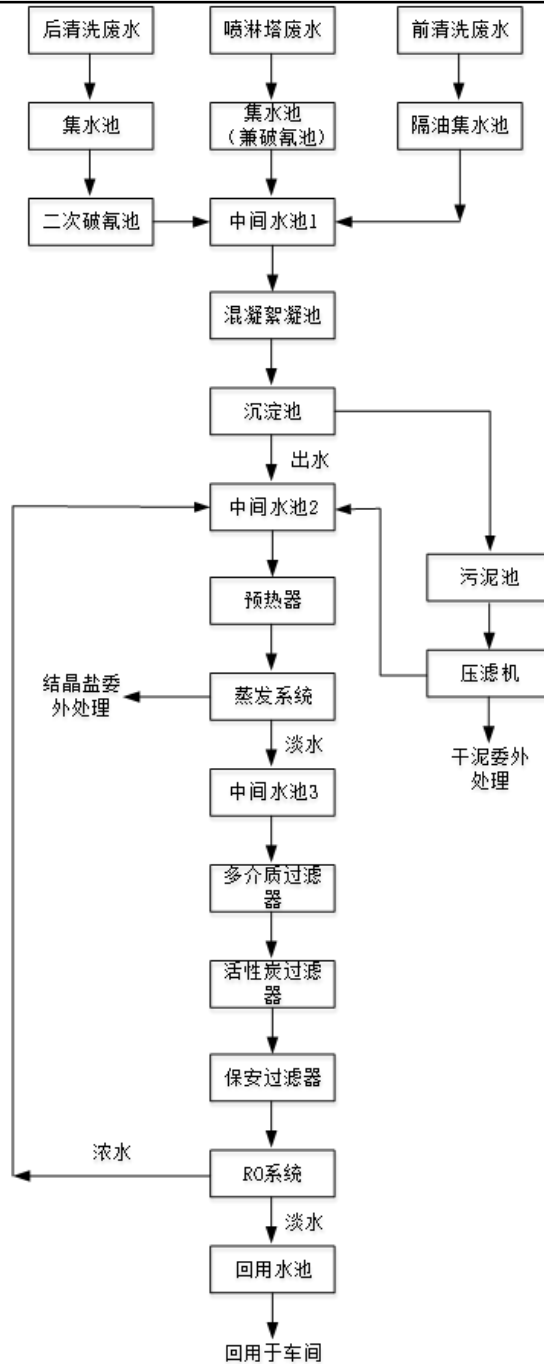 后清洗废水
喷淋塔废水
前清洗废水
集水池
集水池
（兼破氰池）
隔油集水池
二次破氰池
中间水池1
混凝絮凝池
沉淀池
出水
中间水池2
污泥池
预热器
压滤机
结晶盐委
外处理
蒸发系统
干泥委外
处理
淡水
中间水池3
多介质过滤
器
活性炭过滤
器
保安过滤器
浓水
RO系统
淡水
回用水池
回用于车间